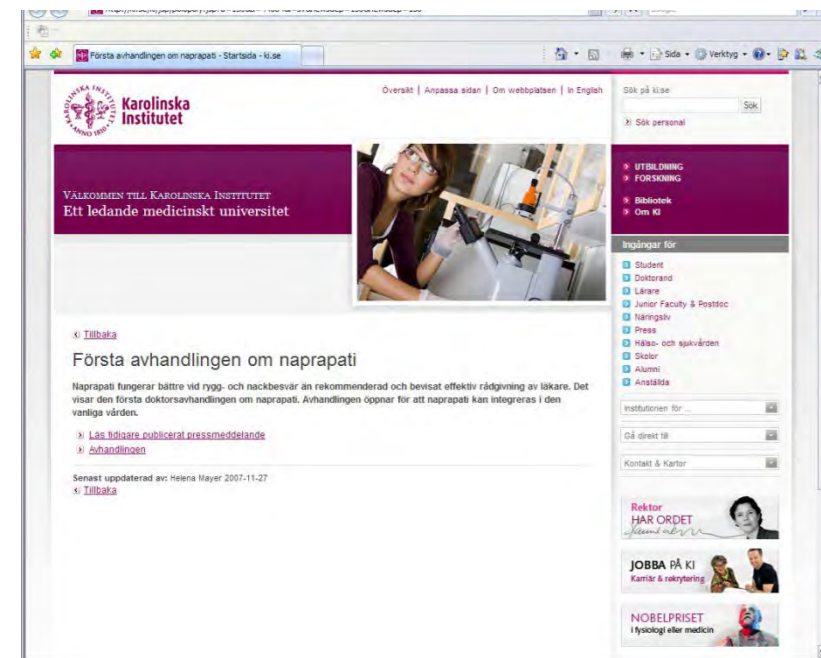 Första avhandlingen om naprapati - Startsida - ki.se
Sida
Verktyg
KAROLINSKA INSTITUTET
ANNO 1810
Karolinska
Institutet
Översikt | Anpassa sidan | Om webbplatsen | In English
Sök på ki.se
Sök
Sök personal
VÄLKOMMEN TILL KAROLINSKA INSTITUTET
Ett ledande medicinskt universitet
UTBILDNING
FORSKNING
Bibliotek
Om KI
Ingångar för
Student
Doktorand
Lärare
Junior Faculty & Postdoc
Näringsliv
Press
Hälso- och sjukvården
Skolor
Alumni
Anställda
Institutionen för ...
Gå direkt till
Kontakt & Kartor
Tillbaka
Första avhandlingen om naprapati
Naprapati fungerar bättre vid rygg- och nackbesvär än rekommenderad och bevisat effektiv rådgivning av läkare. Det
visar den första doktorsavhandlingen om naprapati. Avhandlingen öppnar för att naprapati kan integreras i den
vanliga vården.
Läs tidigare publicerat pressmeddelande
Avhandlingen
Senast uppdaterad av: Helena Mayer 2007-11-27
Tillbaka
Rektor
HAR ORDET
JOBBA PÅ KI
Karriär & rekrytering
NOBELPRISET
i fysiologi eller medicin